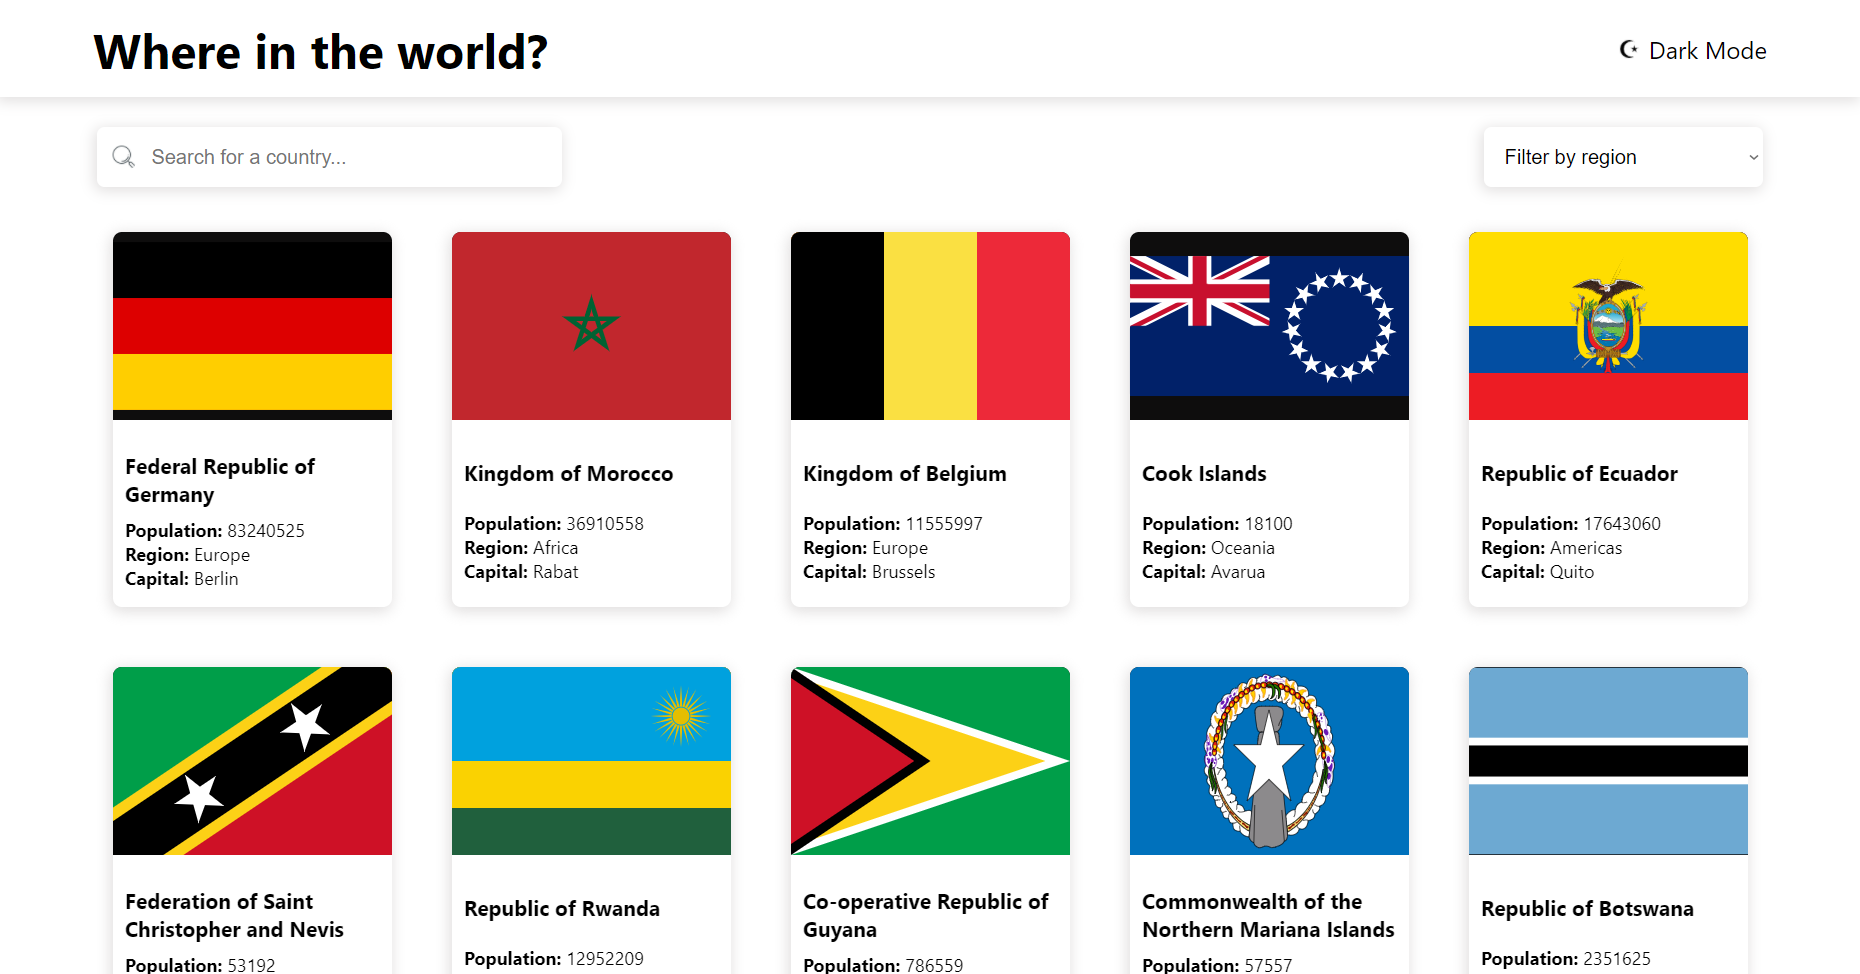 Where in the world?
Dark Mode
Search for a country...
Filter by region
Federal Republic of
Germany
Population: 83240525
Region: Europe
Capital: Berlin
Kingdom of Morocco
Population: 36910558
Region: Africa
Capital: Rabat
Kingdom of Belgium
Population: 11555997
Region: Europe
Capital: Brussels
Cook Islands
Population: 18100
Region: Oceania
Capital: Avarua
Republic of Ecuador
Population: 17643060
Region: Americas
Capital: Quito
Federation of Saint
Christopher and Nevis
Population: 53192
Republic of Rwanda
Population: 12952209
Co-operative Republic of
Guyana
Population: 786559
Commonwealth of the
Northern Mariana Islands
Population: 57557
Republic of Botswana
Population: 2351625